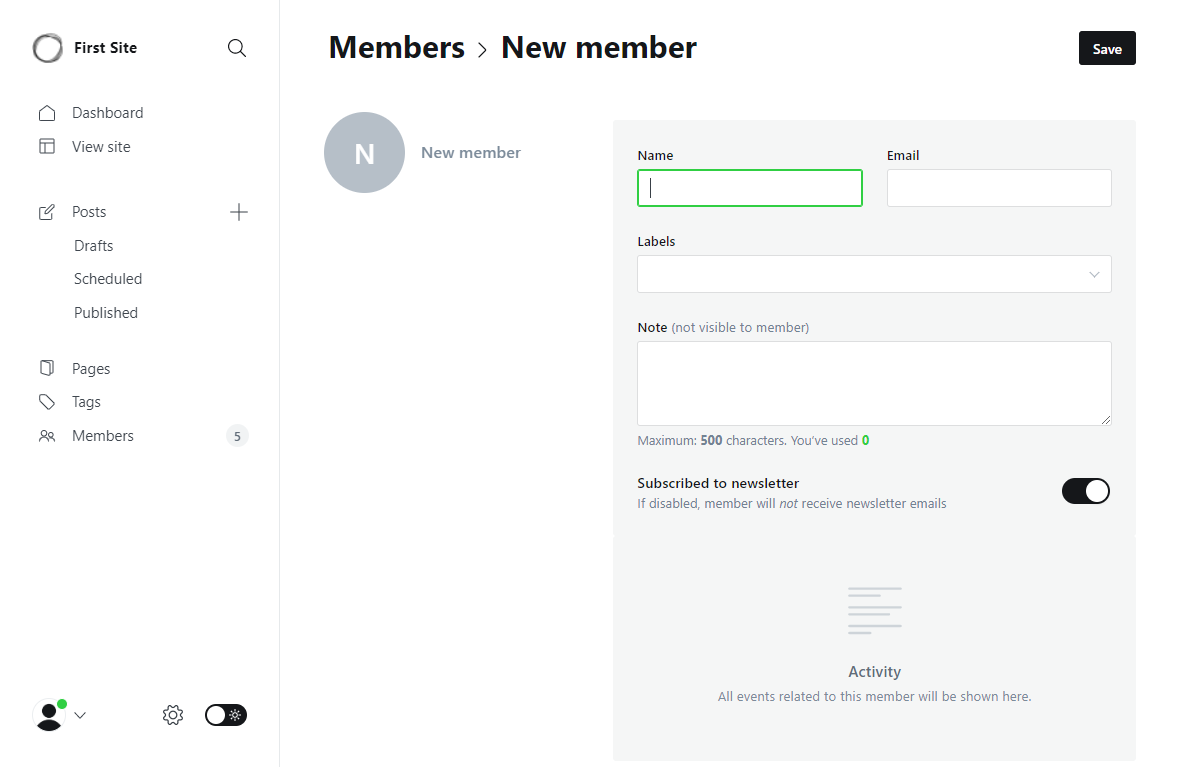 First Site
Dashboard
View site
Posts
Drafts
Scheduled
Published
Pages
Tags
Members 5
Members › New member
Save
N
New member
Name
Email
Labels
Note (not visible to member)
Maximum: 500 characters. You've used 0
Subscribed to newsletter
If disabled, member will not receive newsletter emails
Activity
All events related to this member will be shown here.